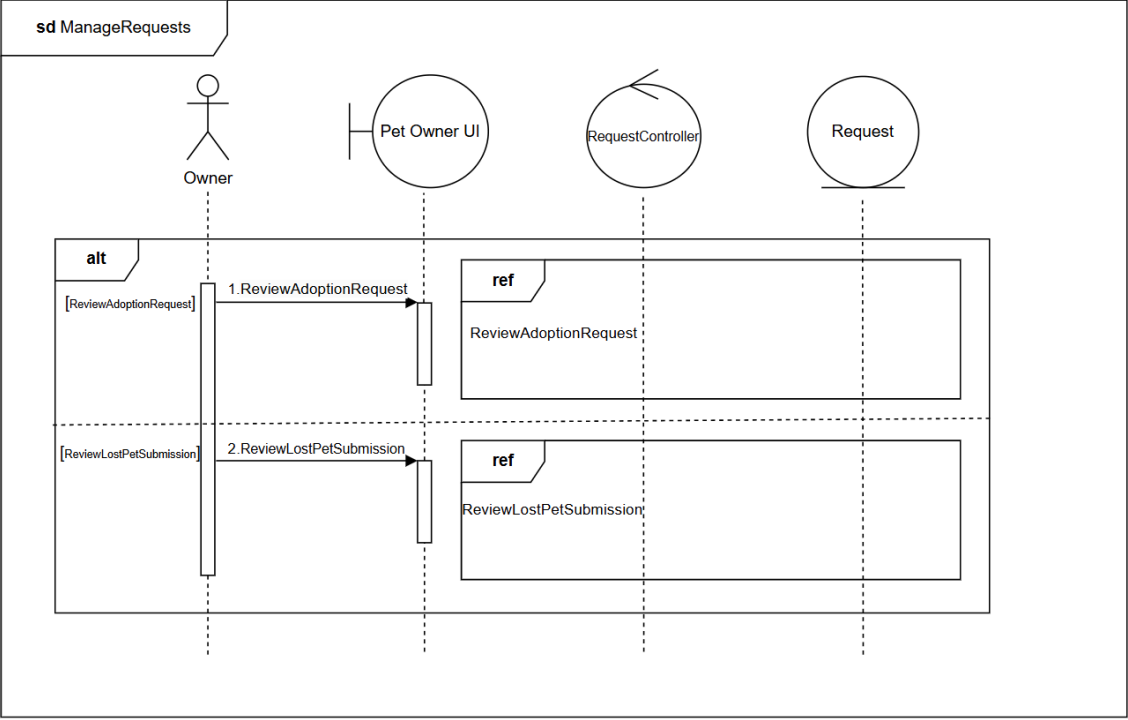 sd ManageRequests
Owner
Pet Owner UI
RequestController
Request
alt
[ReviewAdoptionRequest]
1.ReviewAdoptionRequest
ref
ReviewAdoptionRequest
[ReviewLostPetSubmission]
2.ReviewLostPetSubmission
ref
ReviewLostPetSubmission